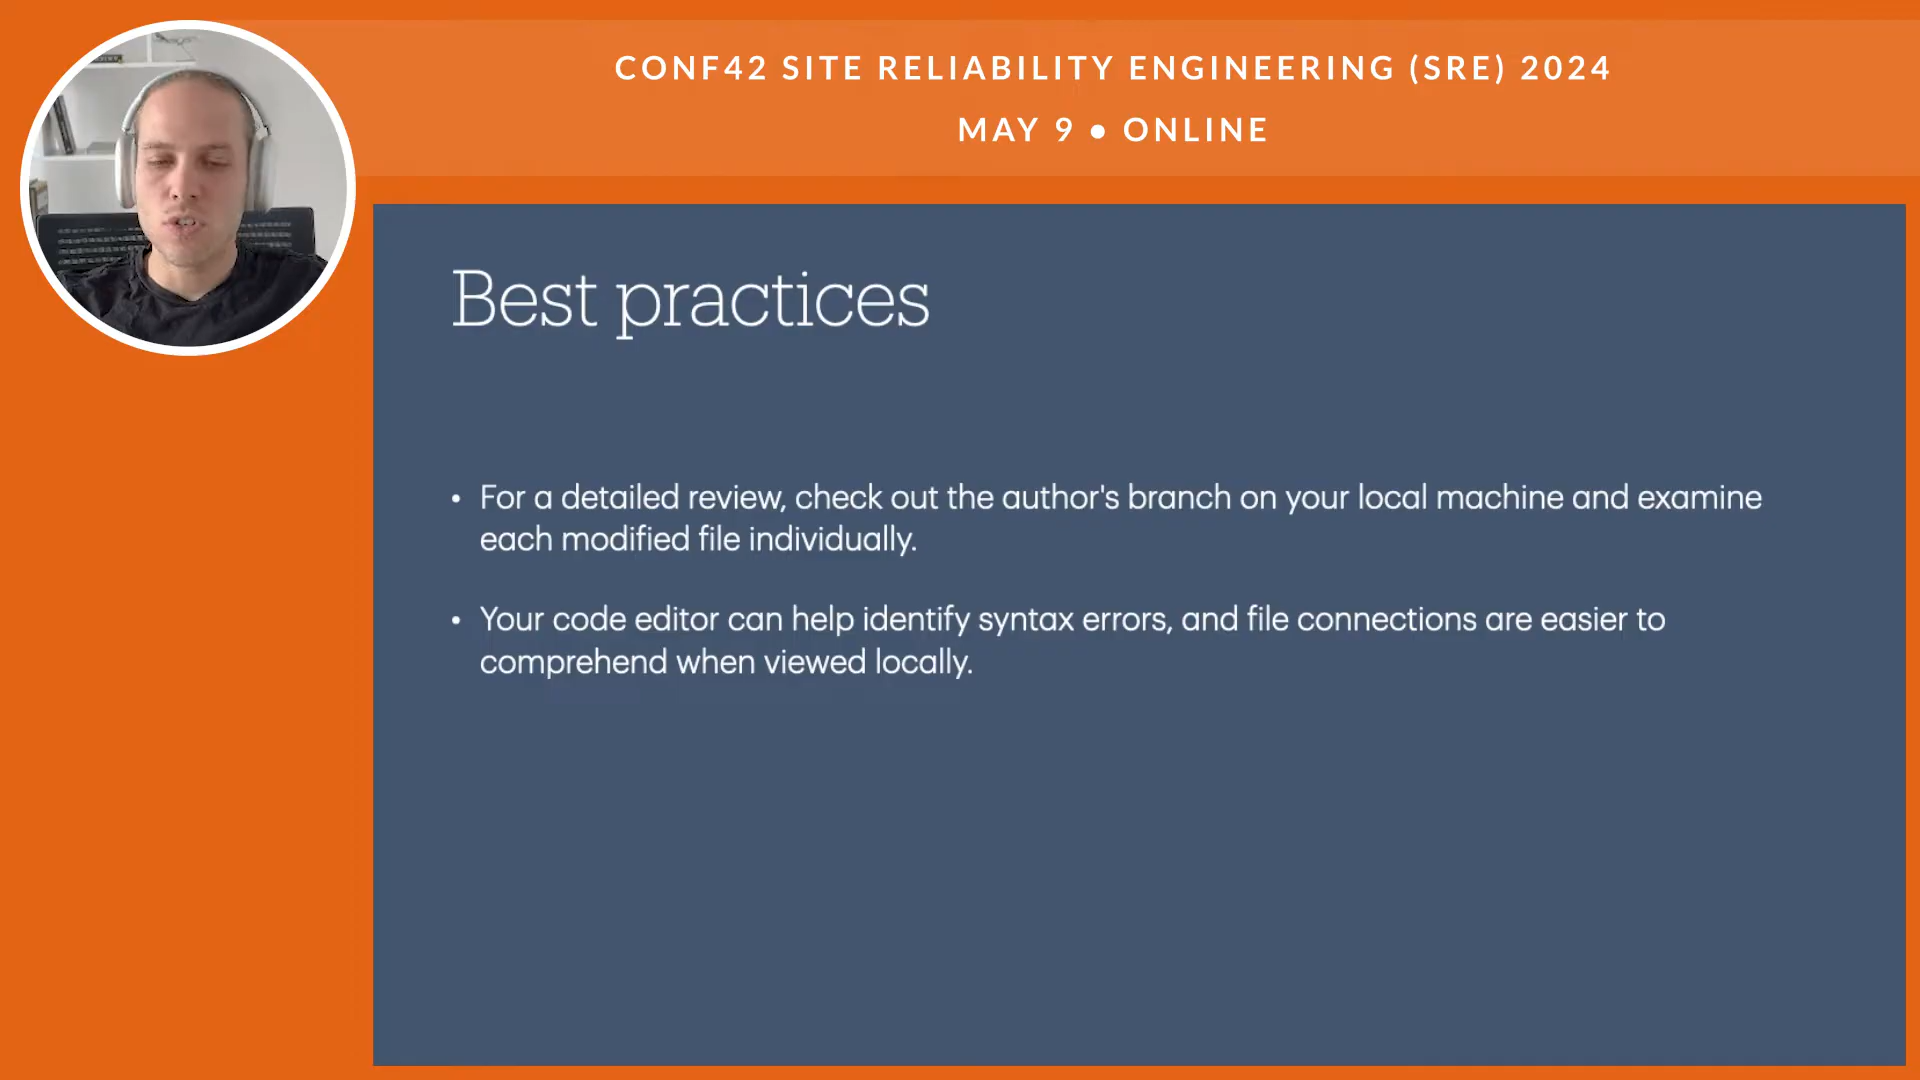 CONF42 SITE RELIABILITY ENGINEERING (SRE) 2024
MAY 9 • ONLINE
Best practices
• For a detailed review, check out the author's branch on your local machine and examine
each modified file individually.
• Your code editor can help identify syntax errors, and file connections are easier to
comprehend when viewed locally.